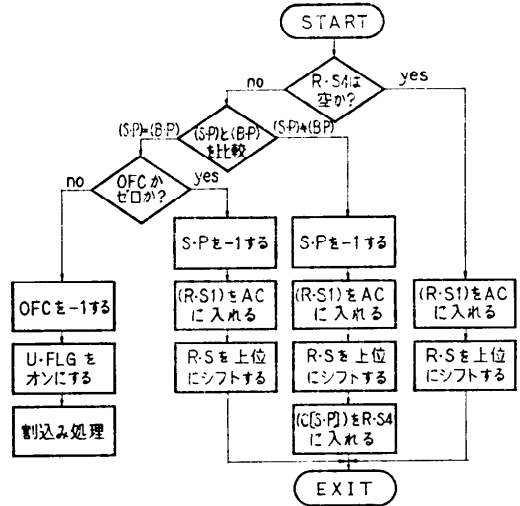 START
R·S4は
空か?
no
yes
(S·P)=(B·P)
(S·P)と(B·P)
を比較
(S·P)≠(B·P)
no
OFCか
ゼロか?
yes
S·Pを-1する
S·Pを-1する
OFCを-1する
(R·S1)をAC
に入れる
(R·S1)をAC
に入れる
(R·S1)をAC
に入れる
U·FLGを
オンにする
R·Sを上位
にシフトする
R·Sを上位
にシフトする
R·Sを上位
にシフトする
割込み処理
(C[S·P])をR·S4
に入れる
EXIT